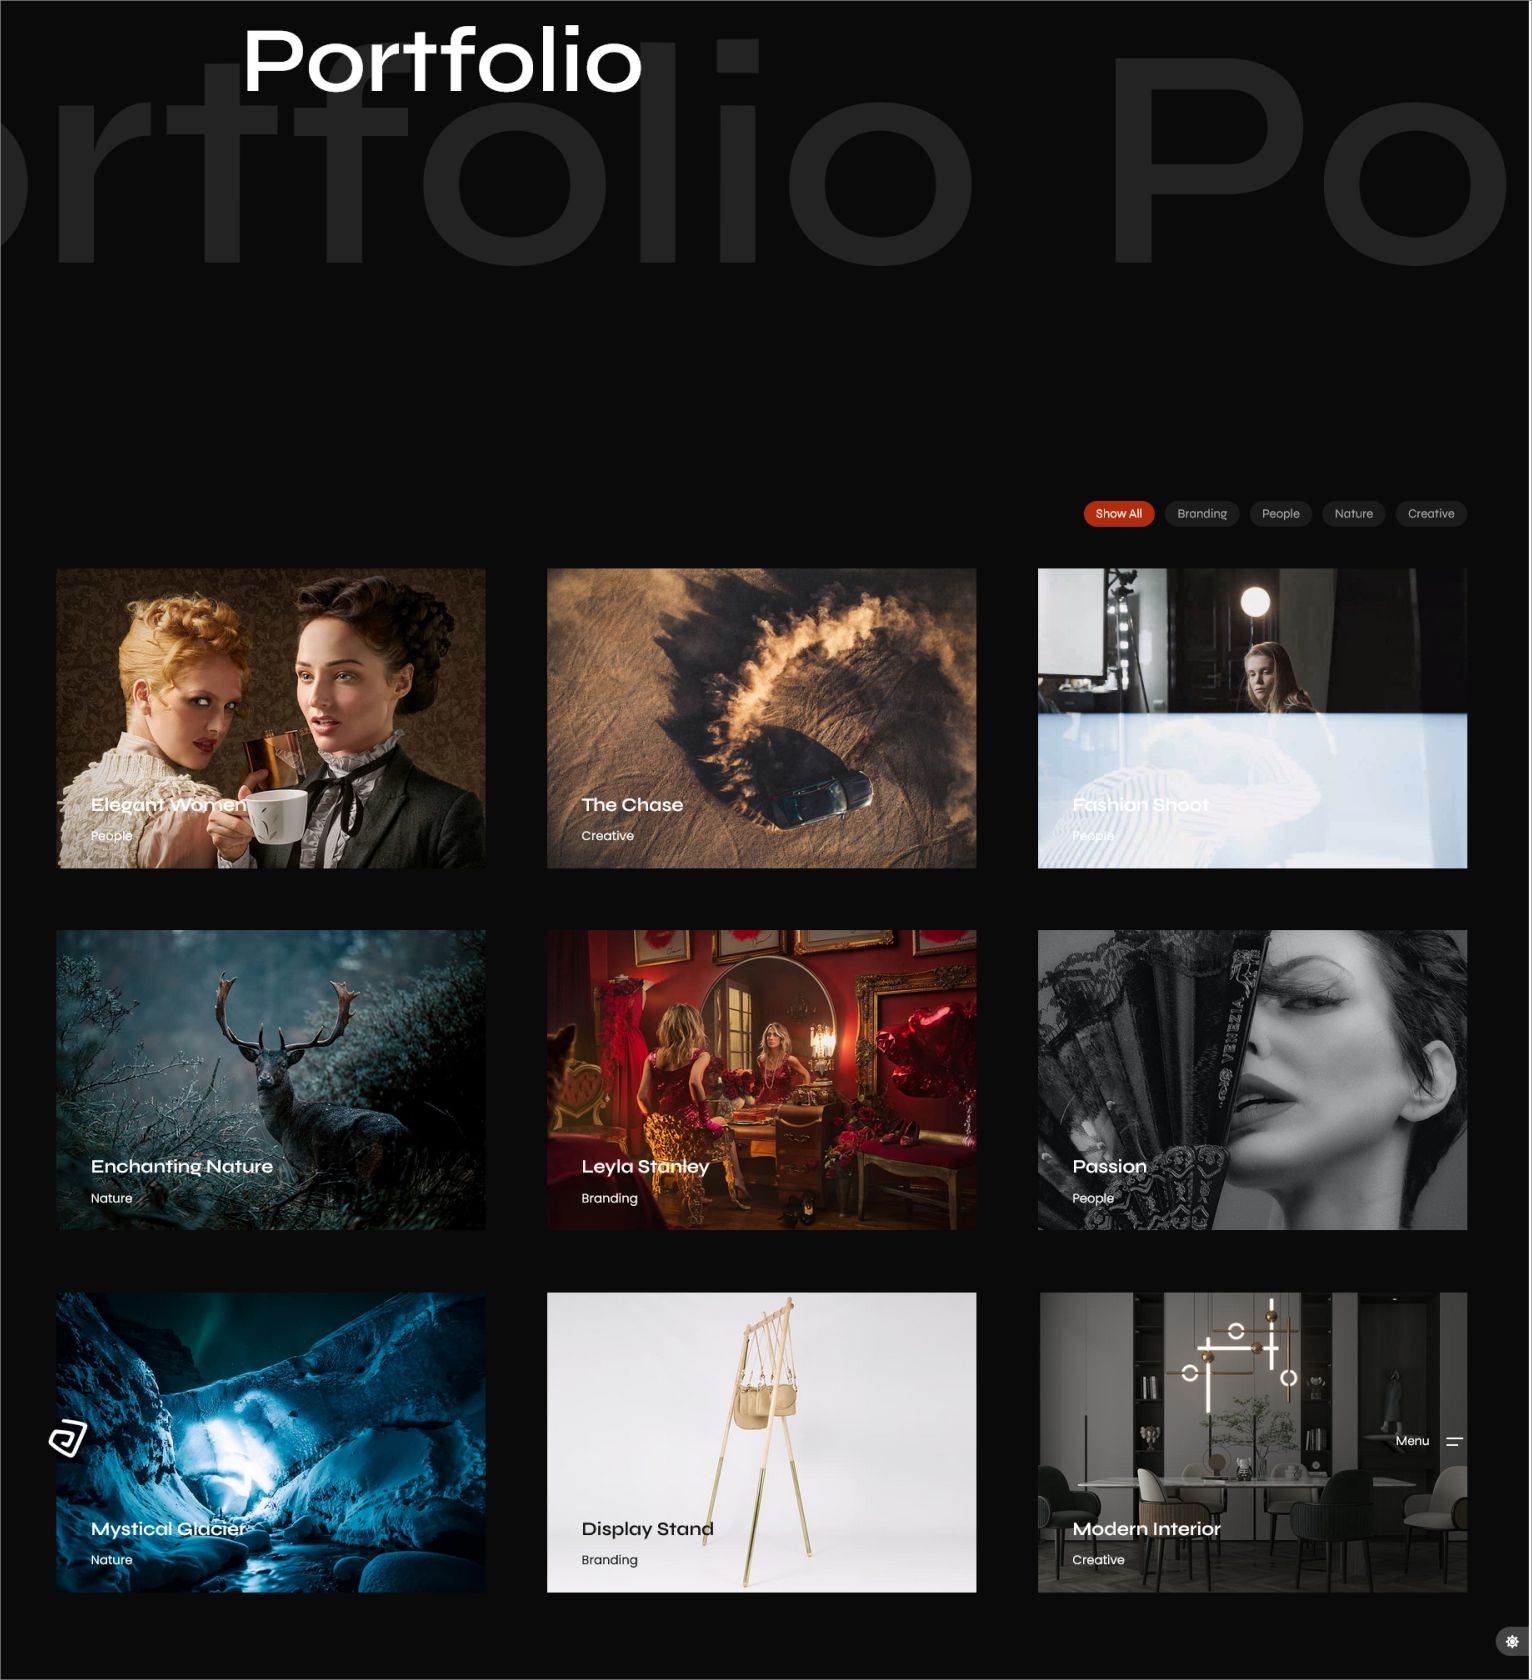 Portfolio
ortfolio Po
Show All Branding People Nature Creative
Elegant Women
People
The Chase
Creative
Fashion Shoot
People
Enchanting Nature
Nature
Leyla Stanley
Branding
VENEZIA
Passion
People
Mystical Glacier
Nature
Display Stand
Branding
Menu
Modern Interior
Creative